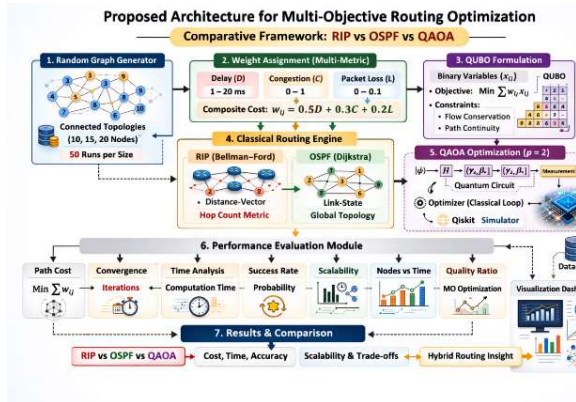 Proposed Architecture for Multi-Objective Routing Optimization
Comparative Framework: RIP vs OSPF vs QAOA
1. Random Graph Generator
Connected Topologies
(10, 15, 20 Nodes)
50 Runs per Size
2. Weight Assignment (Multi-Metric)
Delay (D)
1 ~ 20 ms
Congestion (C)
0 ~ 1
Packet Loss (L)
0 ~ 0.1
Composite Cost: w_ij = 0.5D + 0.3C + 0.2L
3. QUBO Formulation
Binary Variables (x_ij)
QUBO
• Objective: Min ∑ w_ij x_ij
• Constraints:
• Flow Conservation
• Path Continuity
4. Classical Routing Engine
RIP (Bellman–Ford)
• Distance-Vector
Hop Count Metric
OSPF (Dijkstra)
• Link-State
Global Topology
5. QAOA Optimization (p = 2)
|ψ⟩
H
Measurement
Quantum Circuit
Optimizer (Classical Loop)
Qiskit Simulator
6. Performance Evaluation Module
Path Cost
Min ∑ w_ij
Convergence
Iterations
Time Analysis
Computation Time
Success Rate
Probability
Scalability
Nodes vs Time
Quality Ratio
MO Optimization
Data
Visualization Dash
7. Results & Comparison
RIP vs OSPF vs QAOA
Cost, Time, Accuracy
Scalability & Trade-offs
Hybrid Routing Insight